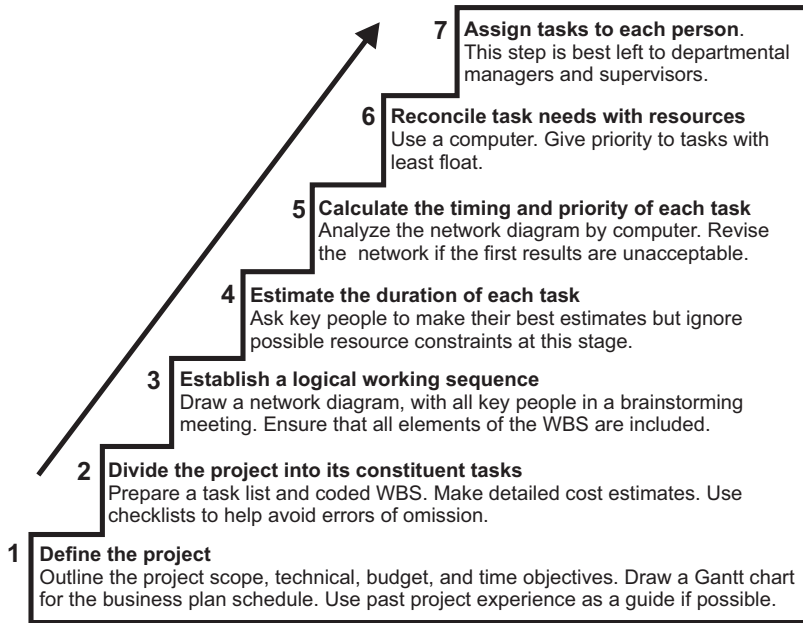 7 Assign tasks to each person.
This step is best left to departmental
managers and supervisors.
6 Reconcile task needs with resources
Use a computer. Give priority to tasks with
least float.
5 Calculate the timing and priority of each task
Analyze the network diagram by computer. Revise
the network if the first results are unacceptable.
4 Estimate the duration of each task
Ask key people to make their best estimates but ignore
possible resource constraints at this stage.
3 Establish a logical working sequence
Draw a network diagram, with all key people in a brainstorming
meeting. Ensure that all elements of the WBS are included.
2 Divide the project into its constituent tasks
Prepare a task list and coded WBS. Make detailed cost estimates. Use
checklists to help avoid errors of omission.
1 Define the project
Outline the project scope, technical, budget, and time objectives. Draw a Gantt chart
for the business plan schedule. Use past project experience as a guide if possible.